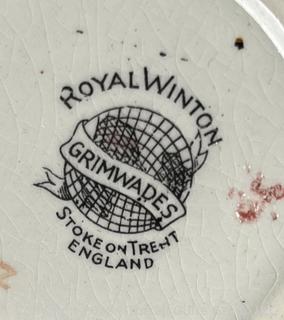 ROYAL WINTON
GRIMWADES
STOKE ON TRENT
ENGLAND